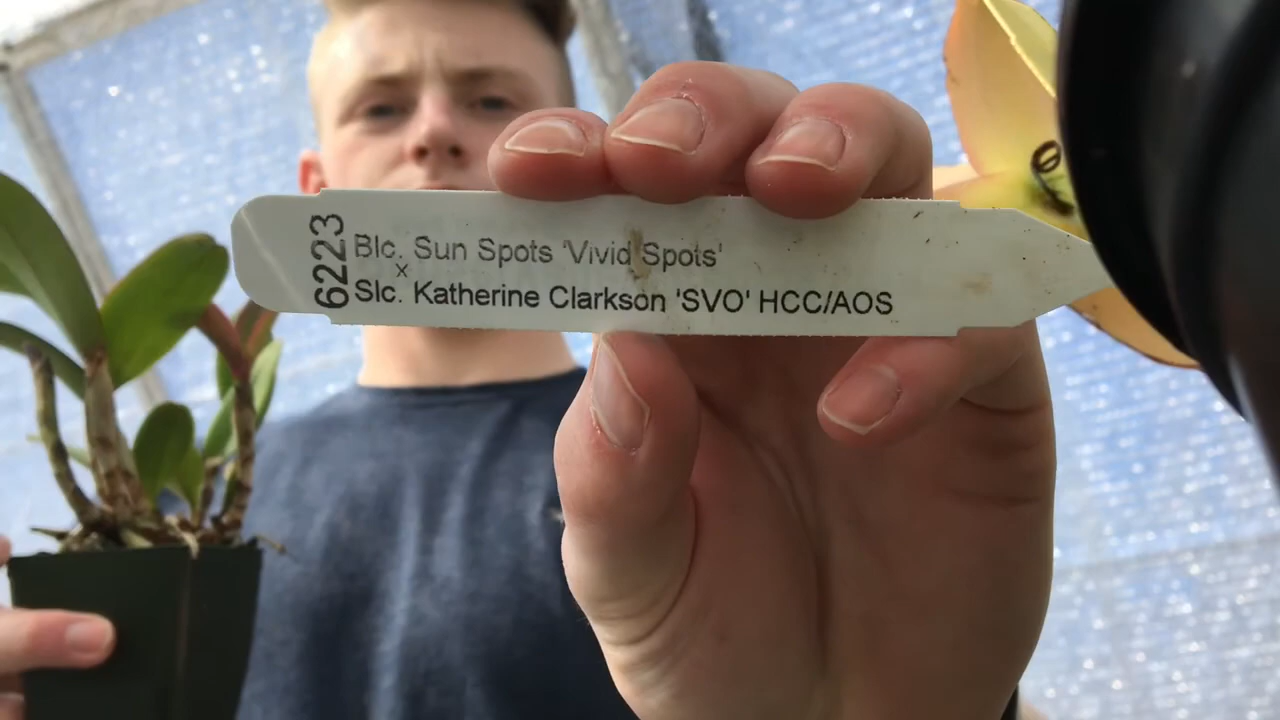 6223
Blc. Sun Spots 'Vivid Spots'
x
Slc. Katherine Clarkson 'SVO' HCC/AOS